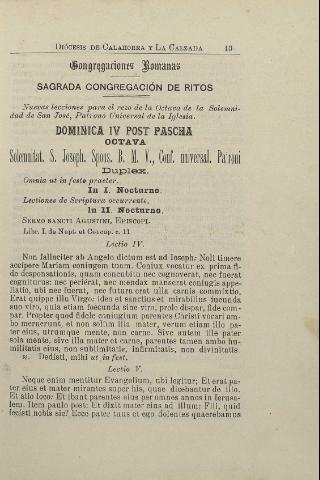 DIÓCESIS DE CALAHORRA Y LA CALZADA 13
Congregaciones Romanas
SAGRADA CONGREGACIÓN DE RITOS
Nuevas lecciones para el rezo de la Octava de la Solemni-
dad de San José, Patrono Universal de la Iglesia.
DOMINICA IV POST PASCHA
OCTAVA
Solemnitat. S. Joseph. Spons. B. M. V., Conf. universal. Patroni
Duplex.
Omnia ut in festo praeter.
In I. Nocturno.
Lectiones de Scriptura occurrente.
In II. Nocturno.
SERMO SANCTI AGUSTINI, EPISCOPI.
Libr. I de Nupt. et Concup. c. 11
Lectio IV.
Non fallaciter ab Angelo dictum est ad Ioseph: Noli timere
accipere Mariam coniugem tuam. Coniux vocatur ex prima fi-
de desponsationis, quam concubitu nec cognoverat, nec fuerat
cogniturus: nec periérat, nec mendax manserat coniugis appe-
llatio, ubi nec fuerat, nec futura erat ulla carnis commixtio.
Erat quippe illa Virgo ideo et sanctius et mirabilius iucunda
suo viro, quia etiam foecunda sine viro, prole dispar, fide com-
par. Propter quod fidele coniugium parentes Christi vocari am-
bo meruerunt, et non solum illa mater, verum etiam ille pa-
ter eius, utrumque mente, non carne. Sive autem ille pater
sola mente, sive illa mater et carne, parentes tamen ambo hu-
militatis eius, non sublimitatis, infirmitatis, non divinitatis.
℟. Dedisti, mihi ut in fest.
Lectio V.
Neque enim mentitur Evangelium, ubi legitur; Et erat pa-
ter eius et mater mirantes super his, quae dicebantur de illo.
Et alio loco: Et ibant parentes eius per omnes annos in Ierusa-
lem. Item paulo post: Et dixit mater eius ad illum: Fili, quid
fecisti nobis sic? Ecce pater tuus et ego dolentes quaerebamus